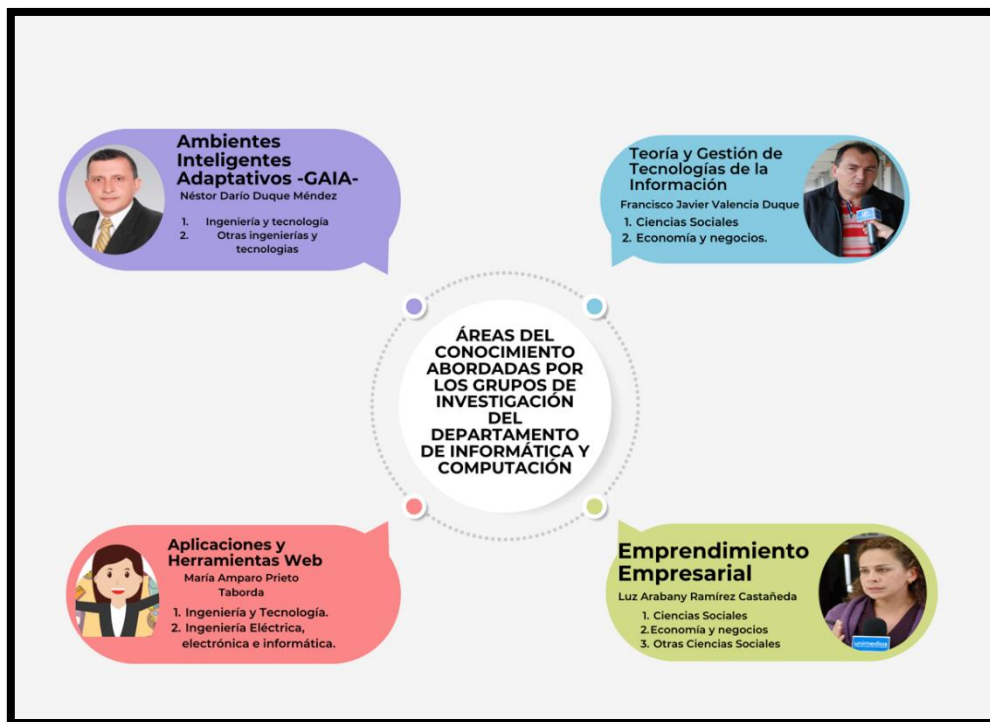 Ambientes
Inteligentes
Adaptativos -GAIA-
Néstor Darío Duque Méndez
1. Ingeniería y tecnología
2. Otras ingenierías y
tecnologias
Teoría y Gestión de
Tecnologías de la
Información
Francisco Javier Valencia Duque
1. Ciencias Sociales
2. Economía y negocios.
ÁREAS DEL
CONOCIMIENTO
ABORDADAS POR
LOS GRUPOS DE
INVESTIGACIÓN
DEL
DEPARTAMENTO
DE INFORMÁTICA Y
COMPUTACIÓN
Aplicaciones y
Herramientas Web
María Amparo Prieto
Taborda
1. Ingeniería y Tecnología.
2. Ingeniería Eléctrica,
electrónica e informática.
Emprendimiento
Empresarial
Luz Arabany Ramírez Castañeda
1. Ciencias Sociales
2.Economía y negocios
3. Otras Ciencias Sociales
unimedios